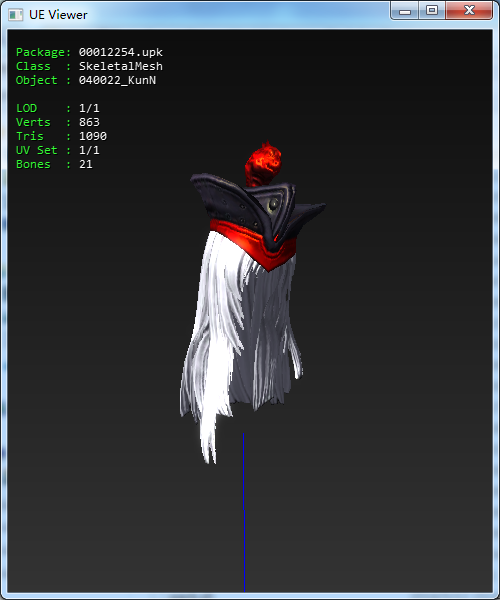 UE Viewer
Package: 00012254.upk
Class : SkeletalMesh
Object : 040022_KunN
LOD : 1/1
Verts : 863
Tris : 1090
UV Set : 1/1
Bones : 21